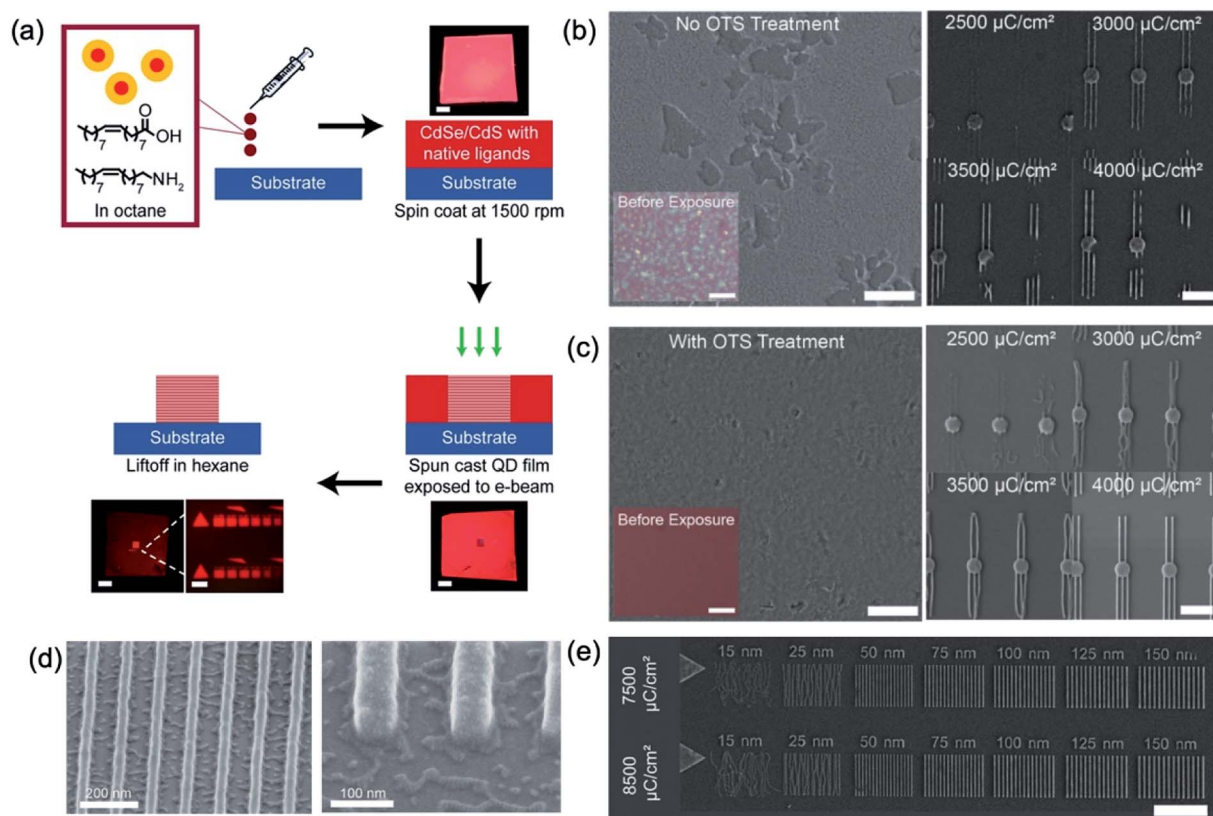 (a)
O
OH
7
7
7
7
NH₂
In octane
Substrate
CdSe/CdS with
native ligands
Substrate
Spin coat at 1500 rpm
Substrate
Spun cast QD film
exposed to e-beam
Substrate
Liftoff in hexane
(b)
No OTS Treatment
Before Exposure
2500 µC/cm²
3000 µC/cm²
3500 µC/cm²
4000 µC/cm²
(c)
With OTS Treatment
Before Exposure
2500 µC/cm²
3000 µC/cm²
3500 µC/cm²
4000 µC/cm²
(d)
200 nm
100 nm
(e)
7500
µC/cm²
15 nm
25 nm
50 nm
75 nm
100 nm
125 nm
150 nm
8500
µC/cm²
15 nm
25 nm
50 nm
75 nm
100 nm
125 nm
150 nm